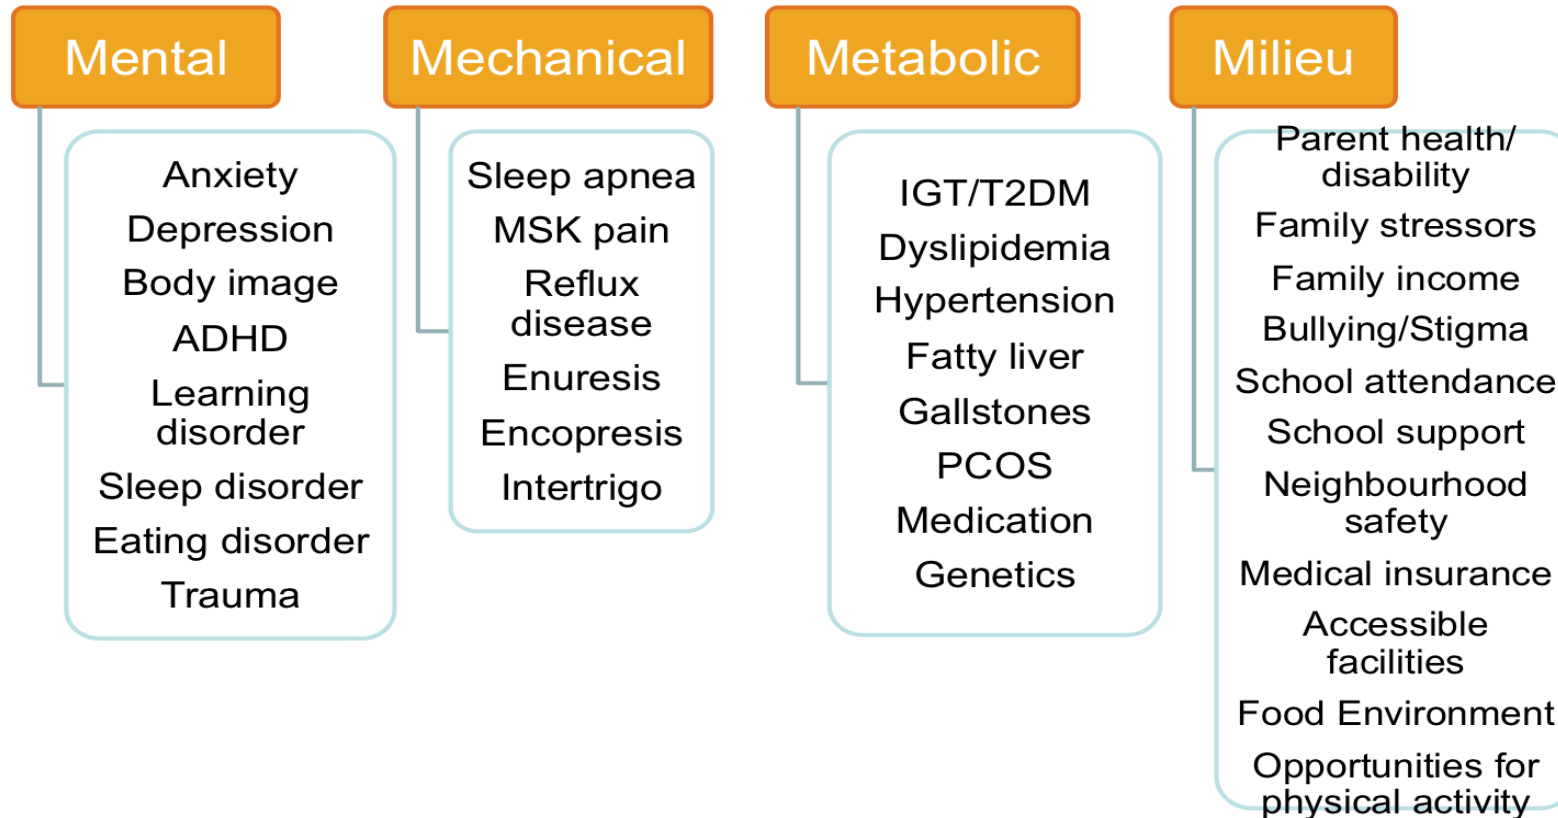 Mental
Anxiety
Depression
Body image
ADHD
Learning
disorder
Sleep disorder
Eating disorder
Trauma
Mechanical
Sleep apnea
MSK pain
Reflux
disease
Enuresis
Encopresis
Intertrigo
Metabolic
IGT/T2DM
Dyslipidemia
Hypertension
Fatty liver
Gallstones
PCOS
Medication
Genetics
Milieu
Parent health/
disability
Family stressors
Family income
Bullying/Stigma
School attendance
School support
Neighbourhood
safety
Medical insurance
Accessible
facilities
Food Environment
Opportunities for
physical activity